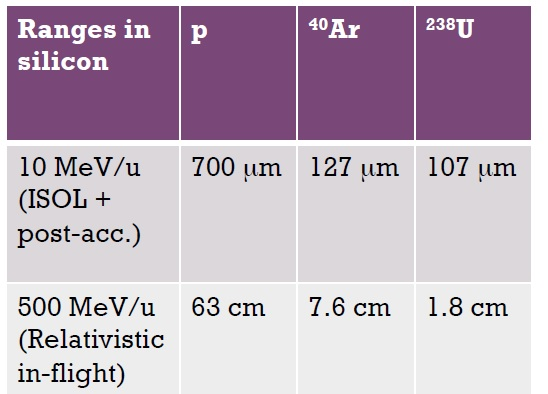 Ranges in silicon p ⁴⁰Ar ²³⁸U
10 MeV/u 700 μm 127 μm 107 μm
(ISOL +
post-acc.)
500 MeV/u 63 cm 7.6 cm 1.8 cm
(Relativistic
in-flight)